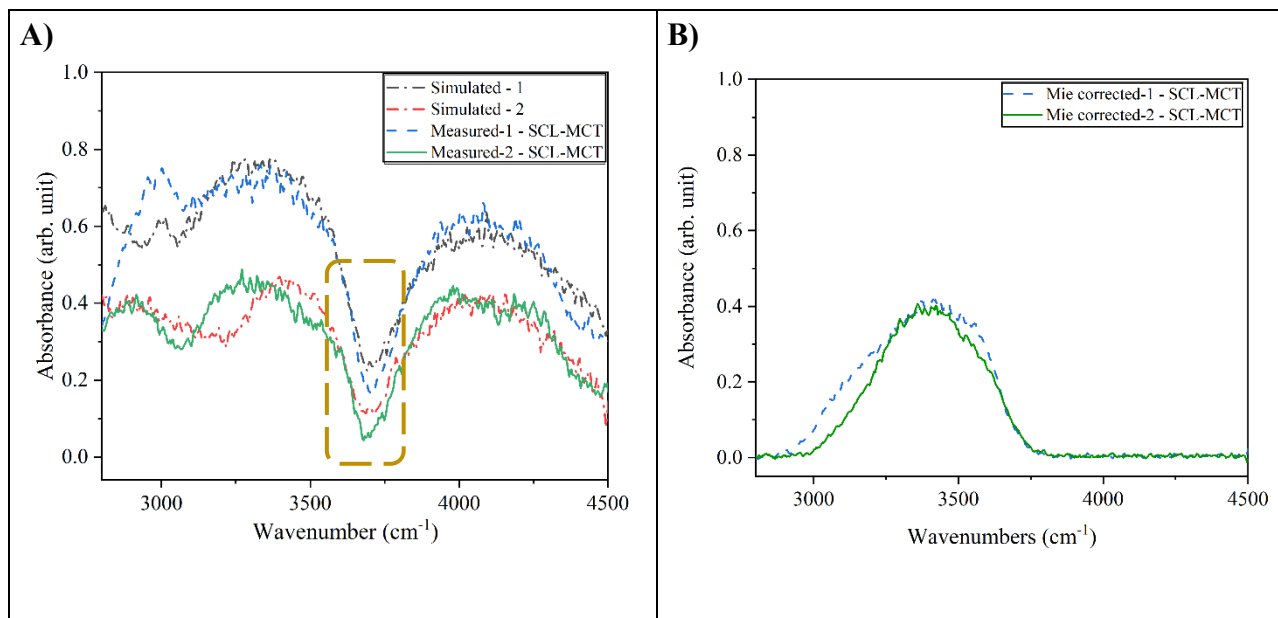 A)
1.0
0.8
0.6
0.4
0.2
0.0
Absorbance (arb. unit)
Simulated - 1
Simulated - 2
Measured-1 - SCL-MCT
Measured-2 - SCL-MCT
3000
3500
4000
4500
Wavenumber (cm-1)
B)
1.0
0.8
0.6
0.4
0.2
0.0
Absorbance (arb. unit)
Mie corrected-1 - SCL-MCT
Mie corrected-2 - SCL-MCT
3000
3500
4000
4500
Wavenumbers (cm-1)